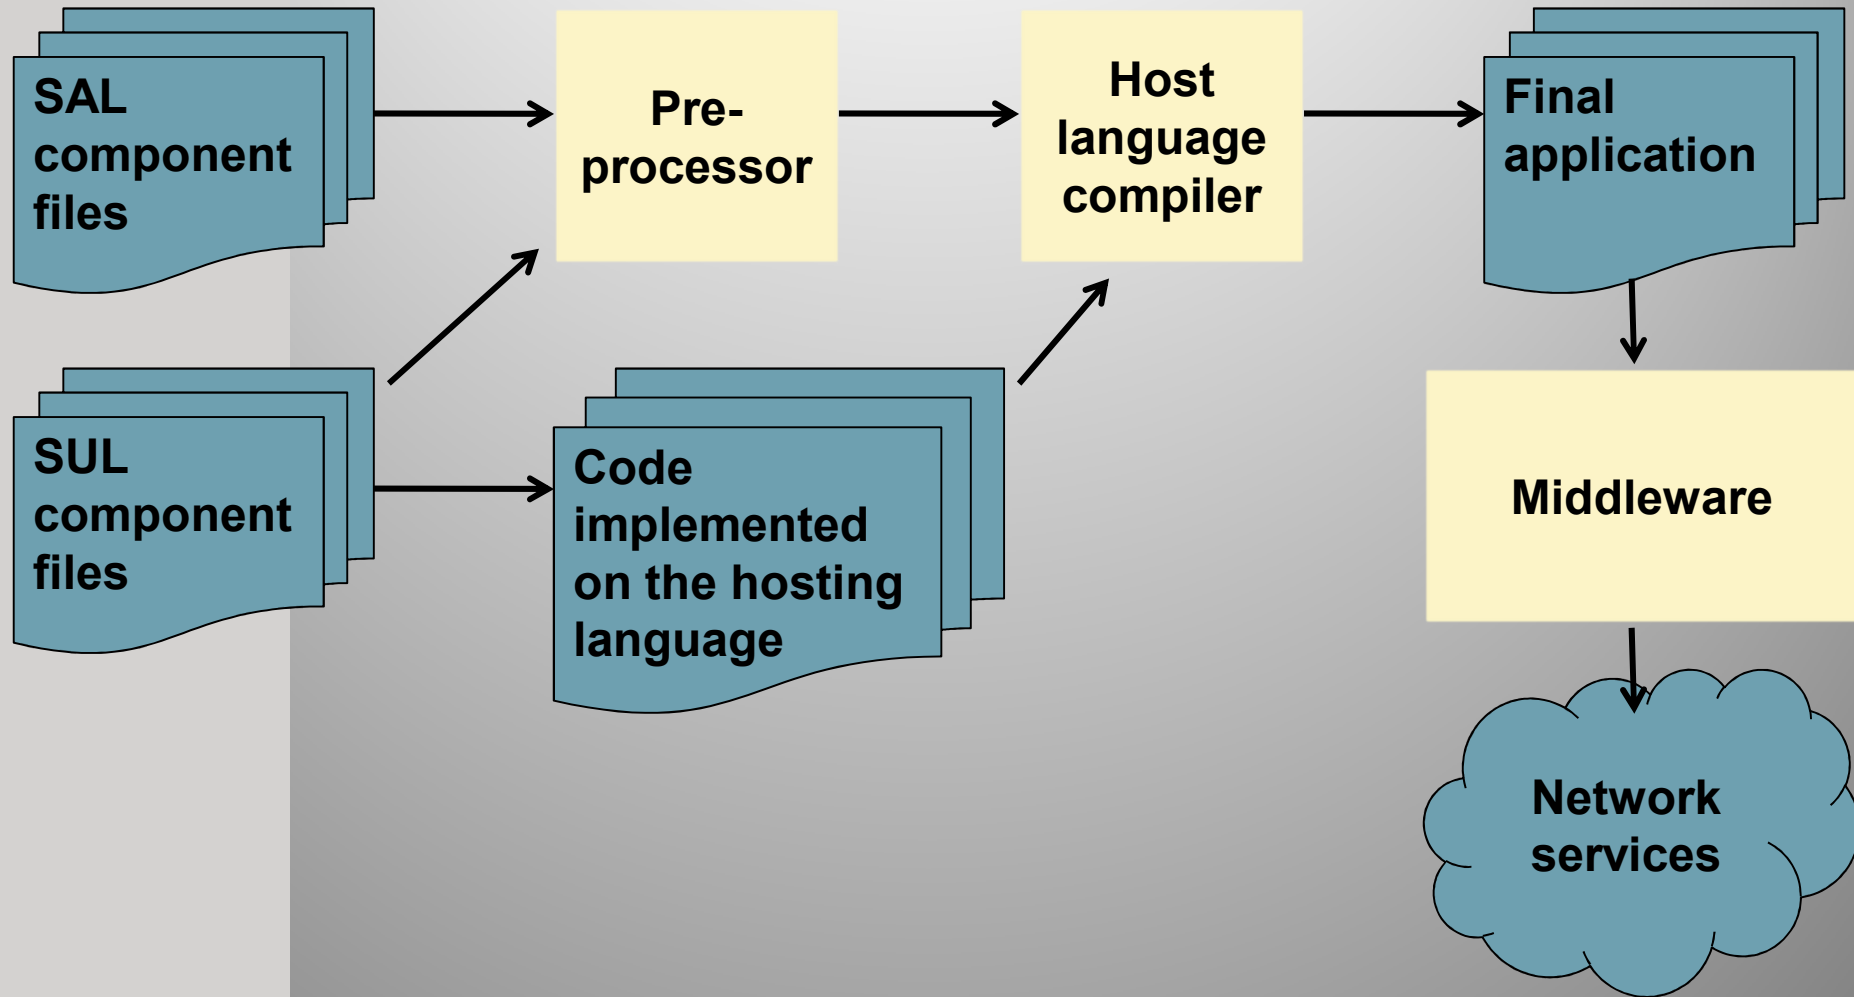 SAL
component
files
Pre-
processor
Host
language
compiler
Final
application
SUL
component
files
Code
implemented
on the hosting
language
Middleware
Network
services